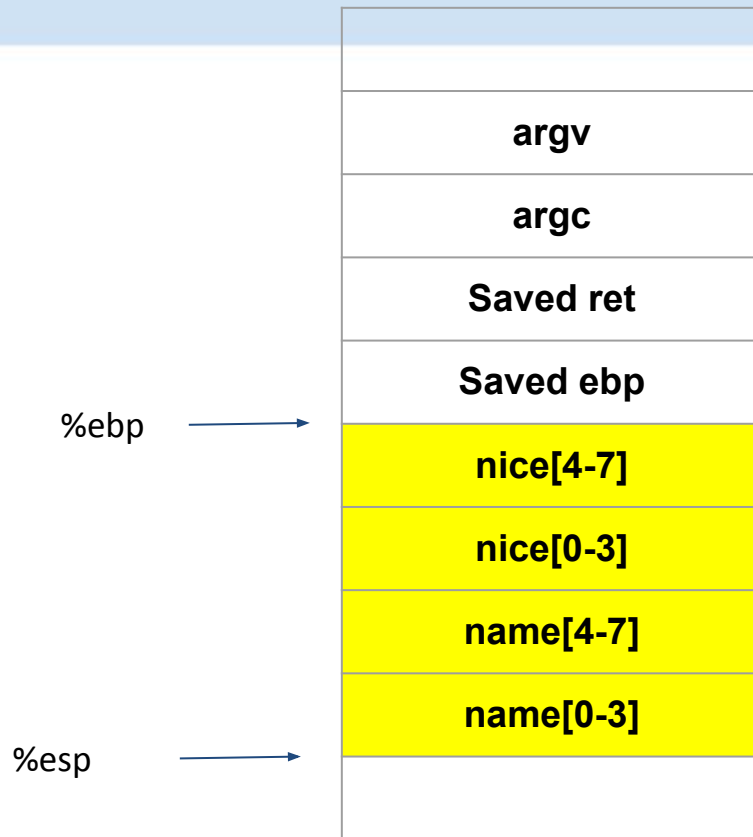 argv
argc
Saved ret
Saved ebp
%ebp
nice[4-7]
nice[0-3]
name[4-7]
name[0-3]
%esp